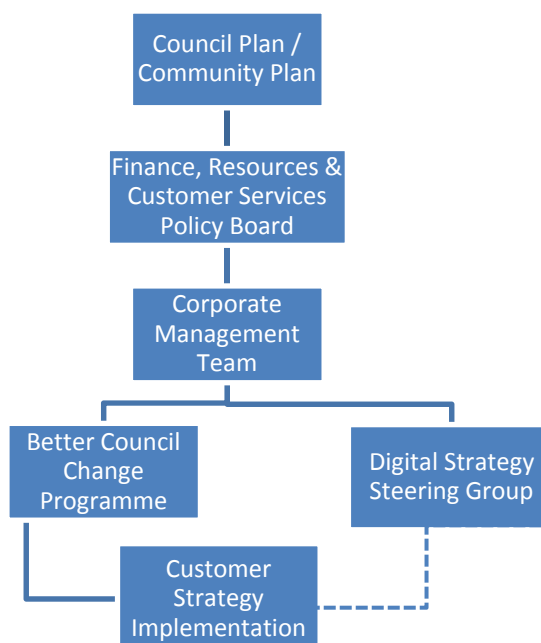 Council Plan /
Community Plan
Finance, Resources &
Customer Services
Policy Board
Corporate
Management
Team
Better Council
Change
Programme
Digital Strategy
Steering Group
Customer
Strategy
Implementation